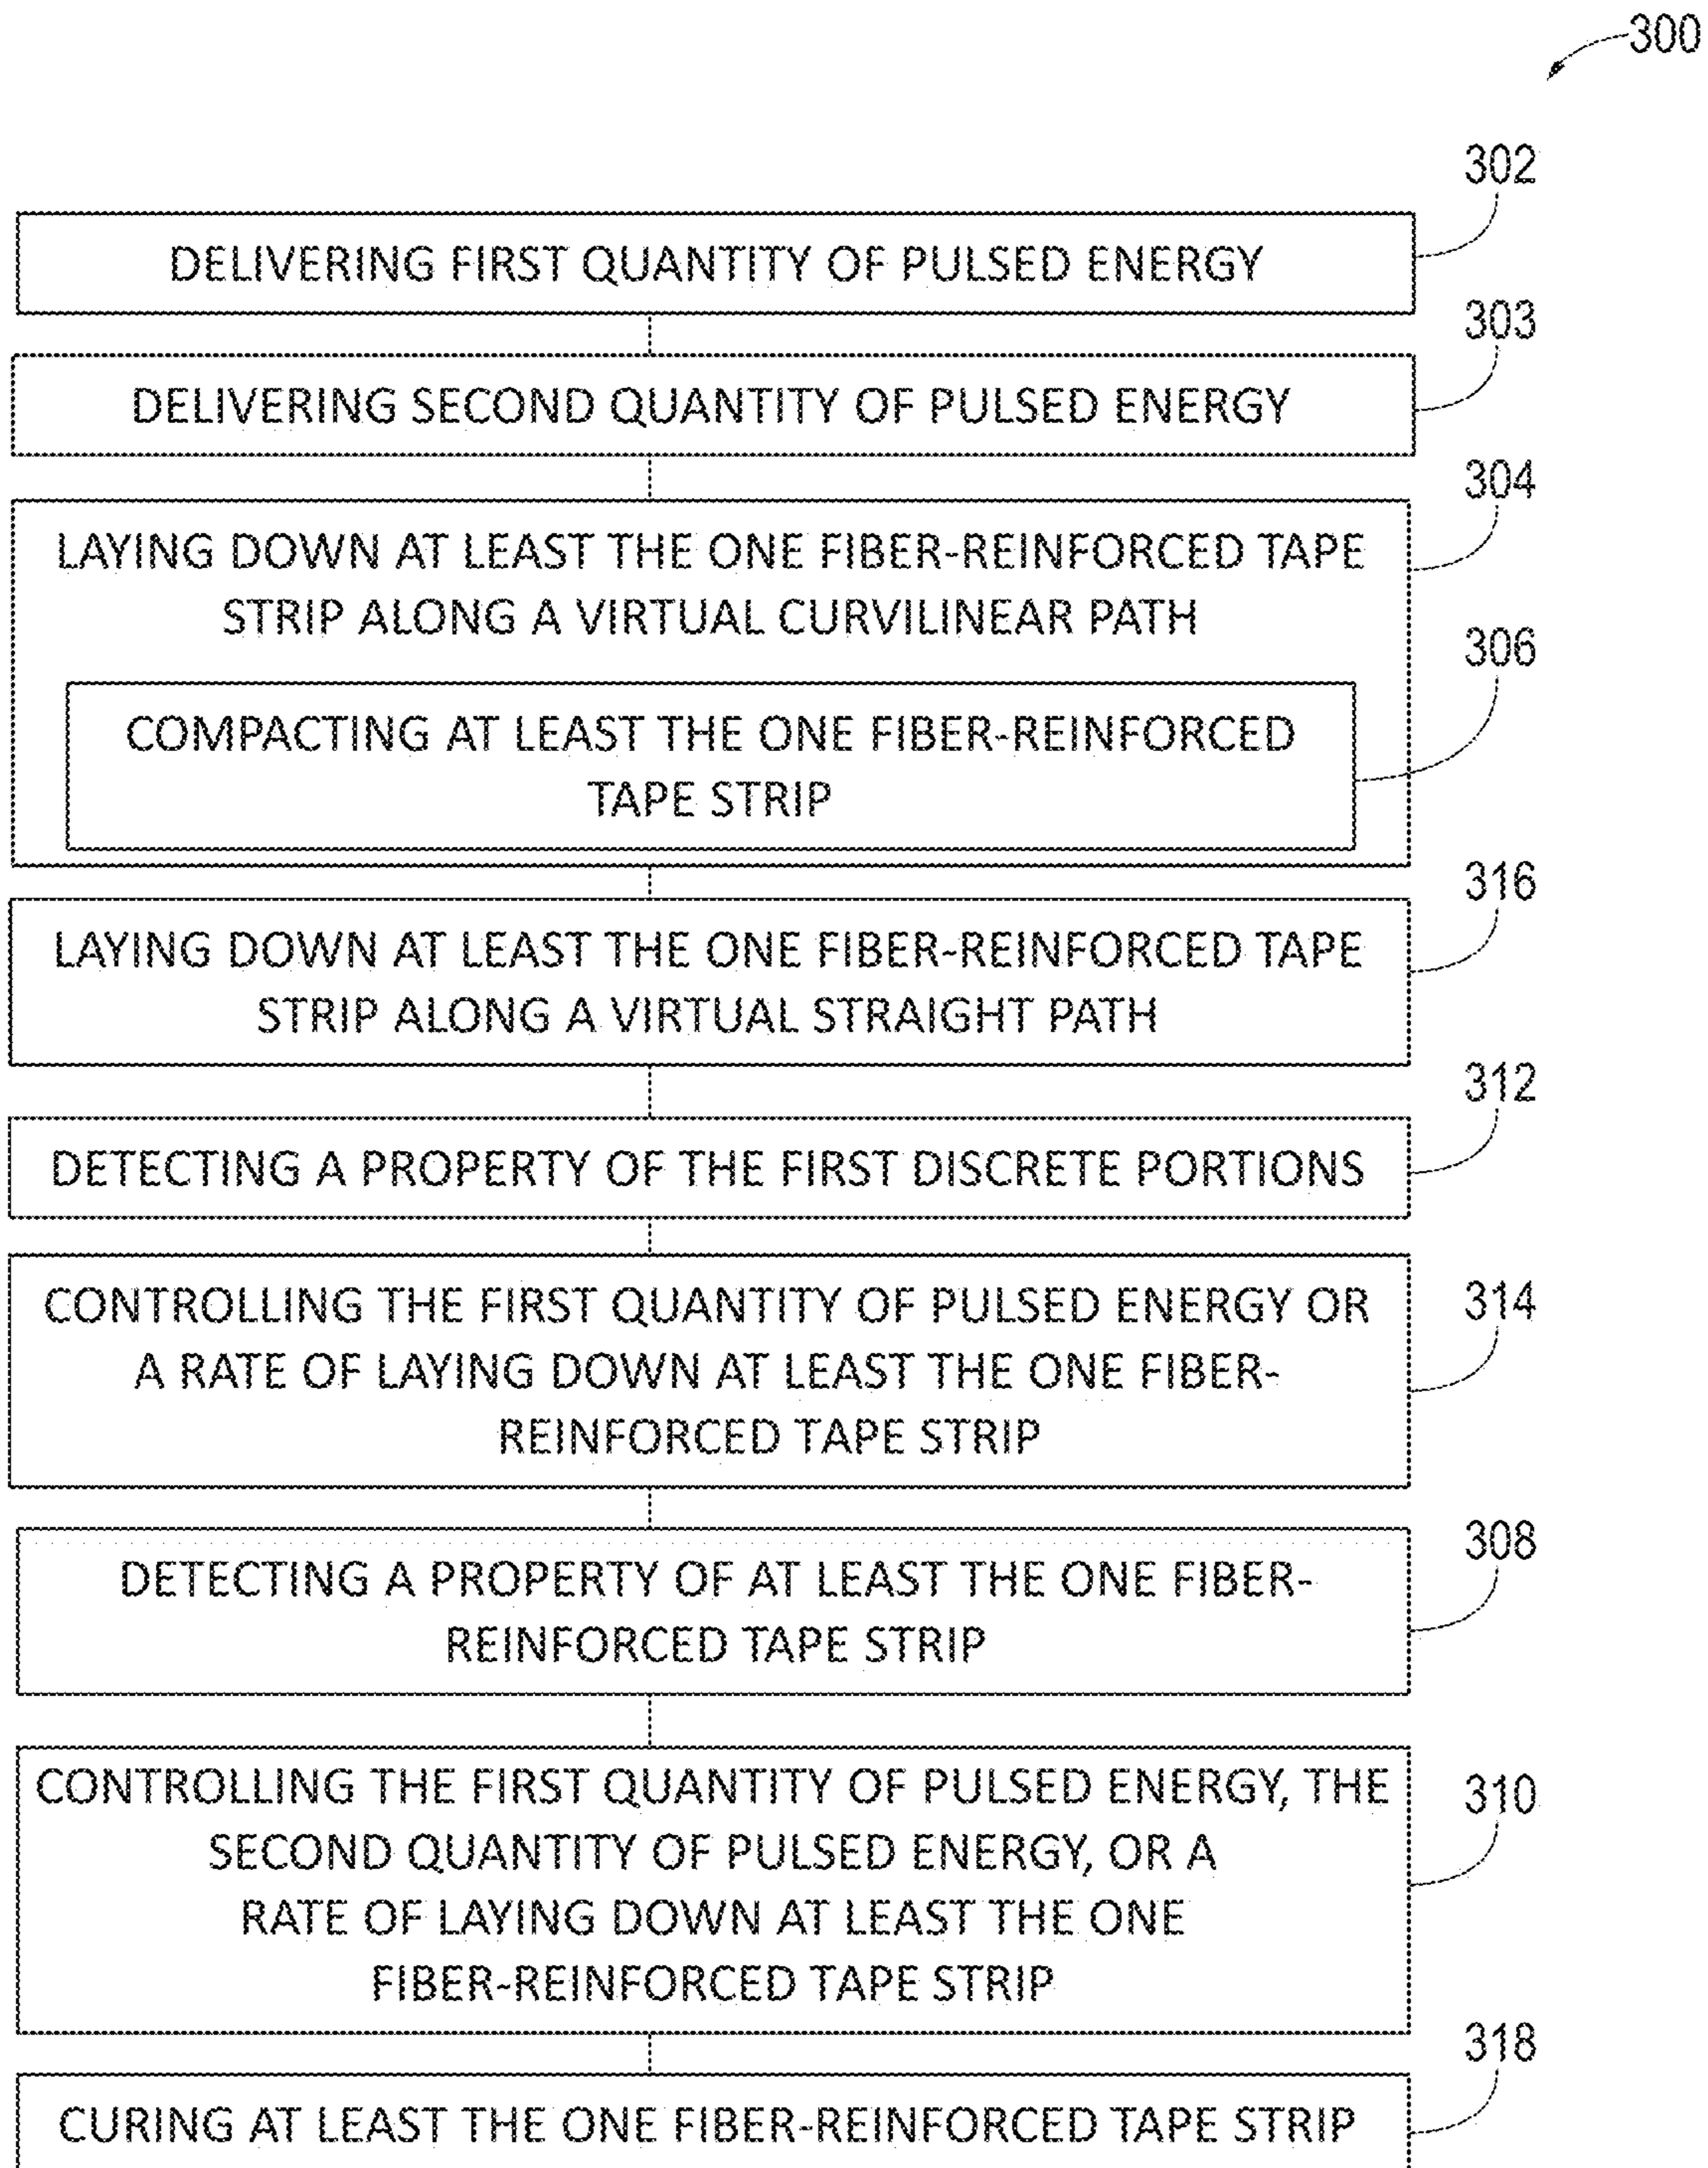 300
302
DELIVERING FIRST QUANTITY OF PULSED ENERGY
303
DELIVERING SECOND QUANTITY OF PULSED ENERGY
304
LAYING DOWN AT LEAST THE ONE FIBER-REINFORCED TAPE
STRIP ALONG A VIRTUAL CURVILINEAR PATH
306
COMPACTING AT LEAST THE ONE FIBER-REINFORCED
TAPE STRIP
316
LAYING DOWN AT LEAST THE ONE FIBER-REINFORCED TAPE
STRIP ALONG A VIRTUAL STRAIGHT PATH
312
DETECTING A PROPERTY OF THE FIRST DISCRETE PORTIONS
314
CONTROLLING THE FIRST QUANTITY OF PULSED ENERGY OR
A RATE OF LAYING DOWN AT LEAST THE ONE FIBER-
REINFORCED TAPE STRIP
308
DETECTING A PROPERTY OF AT LEAST THE ONE FIBER-
REINFORCED TAPE STRIP
310
CONTROLLING THE FIRST QUANTITY OF PULSED ENERGY, THE
SECOND QUANTITY OF PULSED ENERGY, OR A
RATE OF LAYING DOWN AT LEAST THE ONE
FIBER-REINFORCED TAPE STRIP
318
CURING AT LEAST THE ONE FIBER-REINFORCED TAPE STRIP